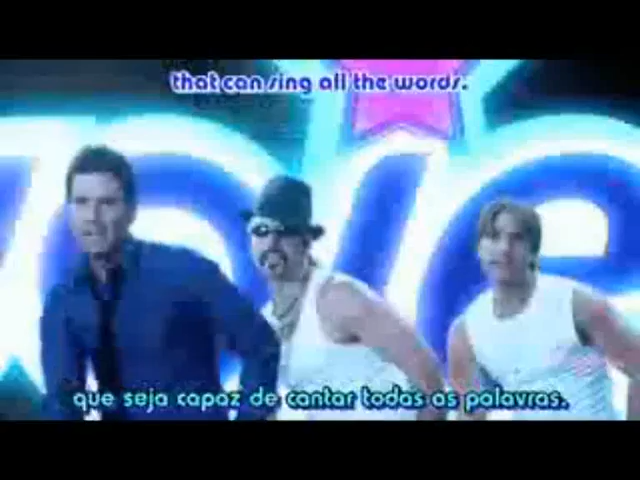 that can sing all the words.
que seja capaz de cantar todas as palavras.